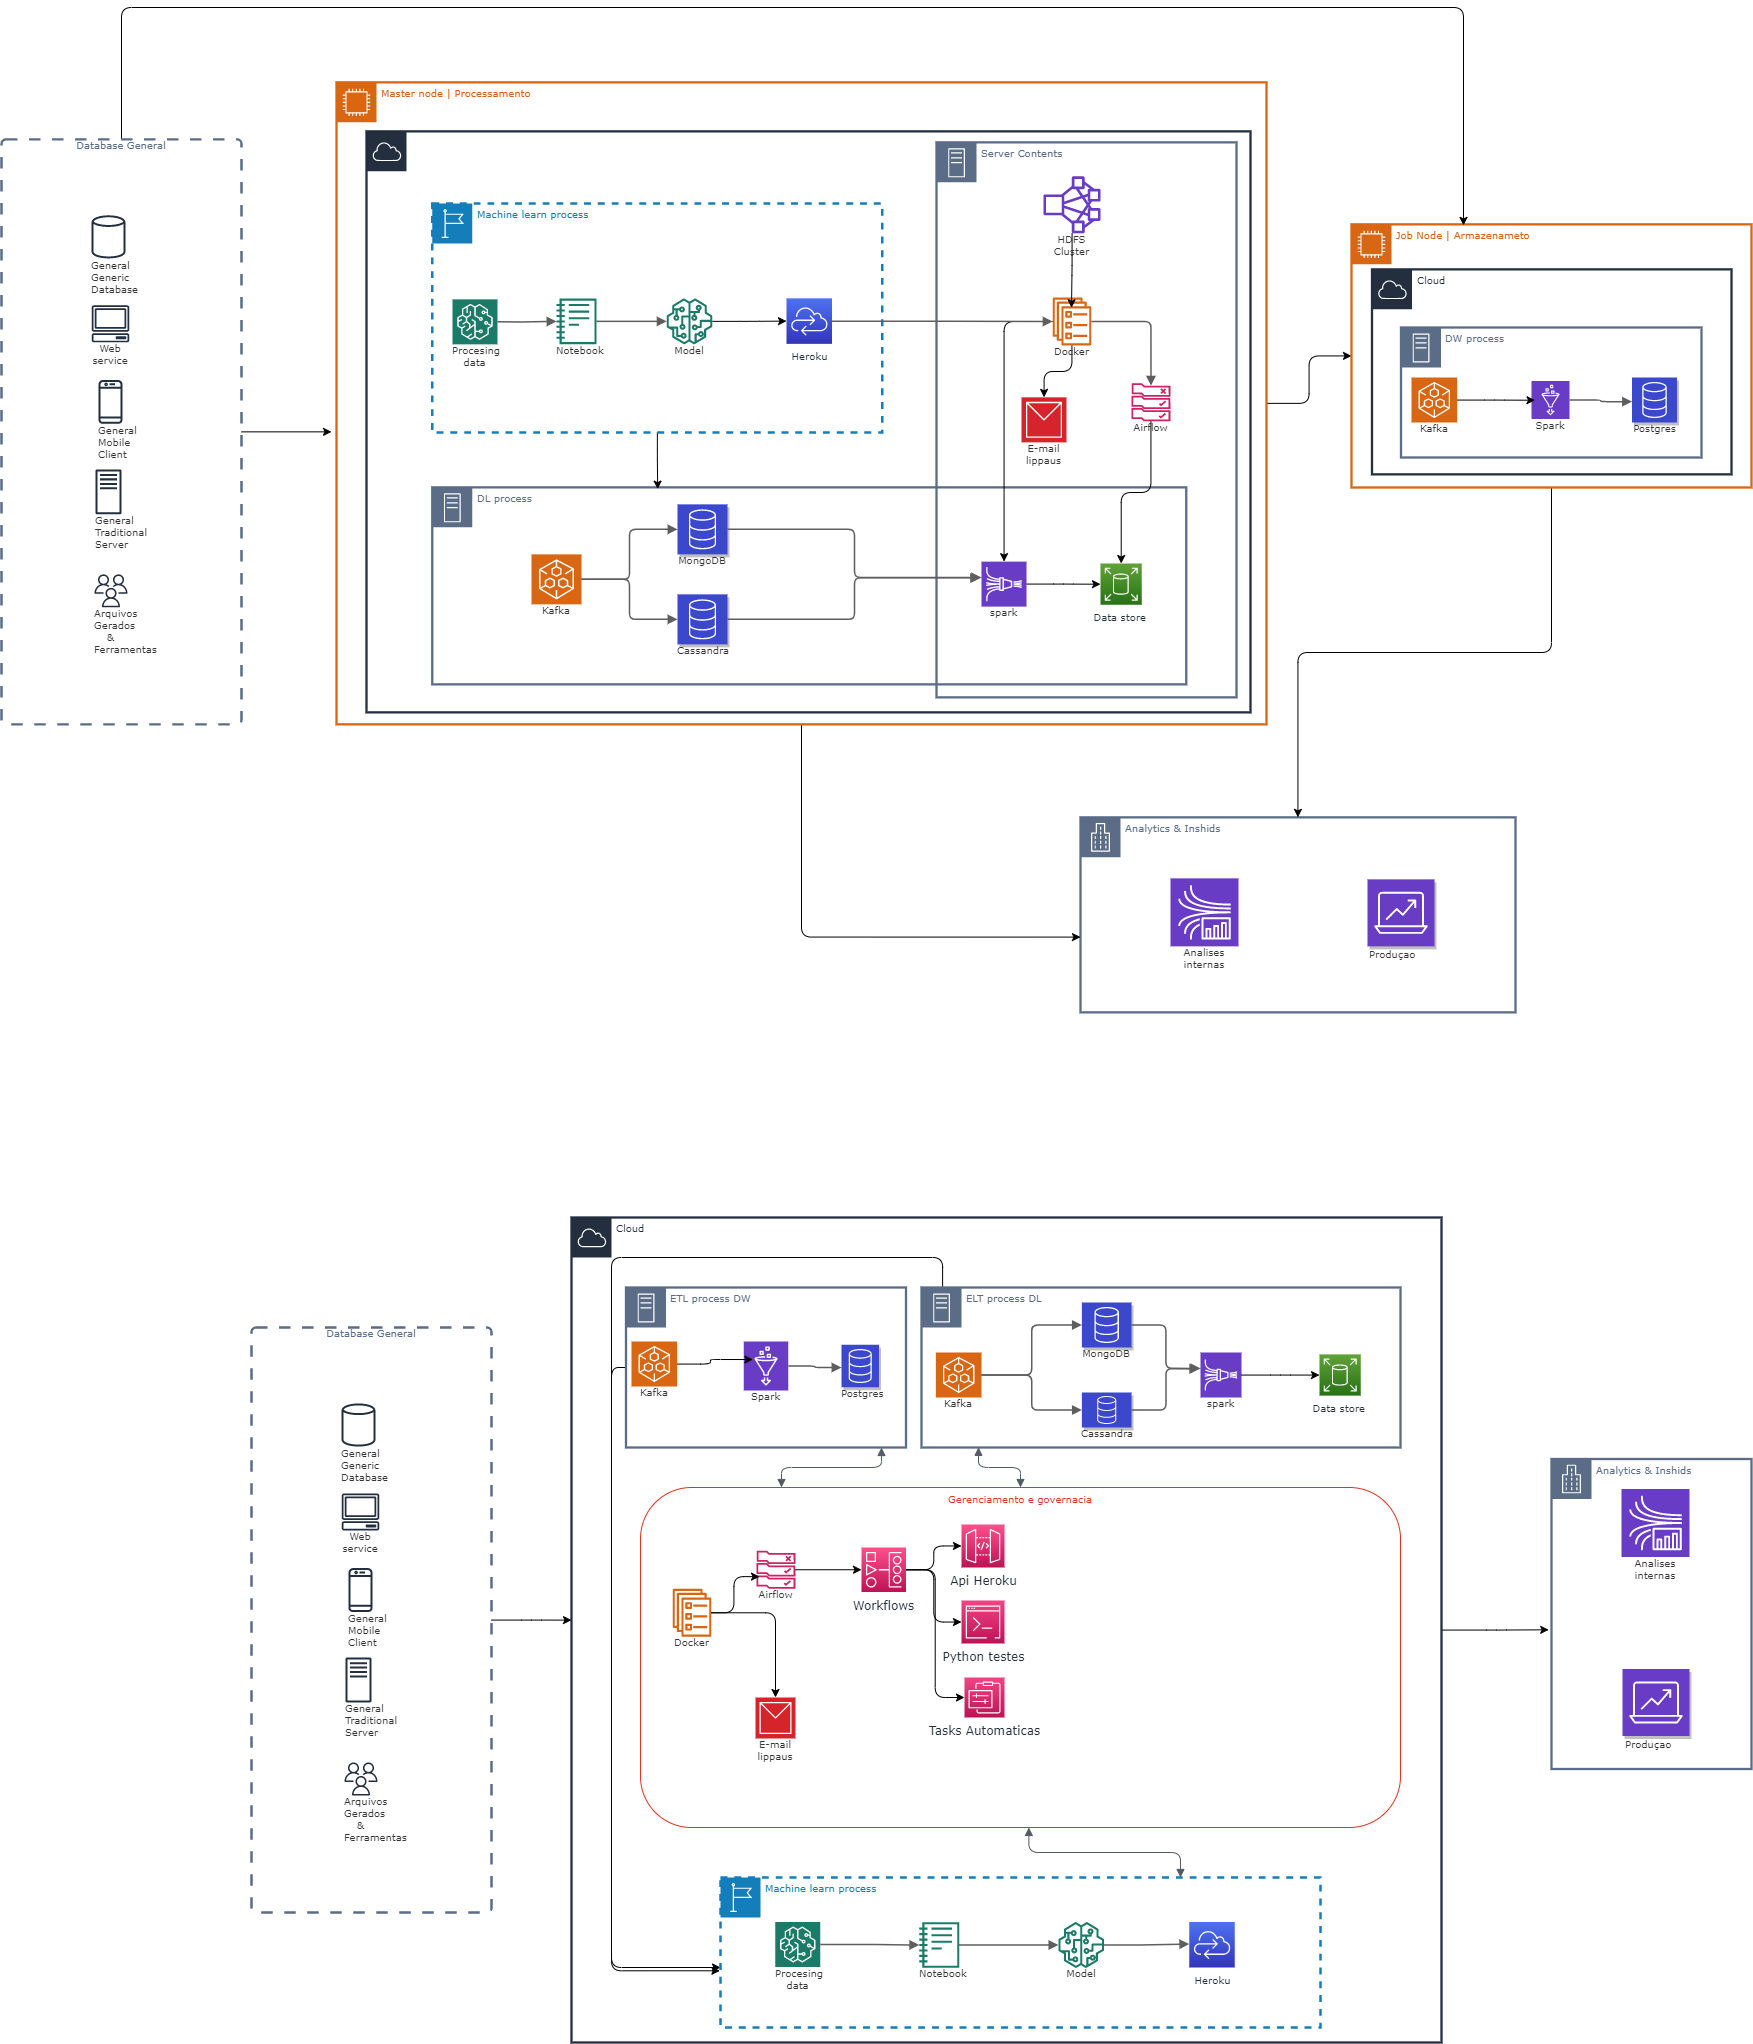 Master node | Processamento
Database General
General
Generic
Database
Web
service
General
Mobile
Client
General
Traditional
Server
Arquivos
Gerados
&
Ferramentas
Machine learn process
Procesing
data
Notebook
Model
Heroku
Server Contents
HDFS
Cluster
Docker
E-mail
lippaus
Airflow
DL process
Kafka
MongoDB
Cassandra
spark
Data store
Job Node | Armazenameto
Cloud
DW process
Kafka
Spark
Postgres
Analytics & Inshids
Analises
internas
Produçao
Cloud
Database General
General
Generic
Database
Web
service
General
Mobile
Client
General
Traditional
Server
Arquivos
Gerados
&
Ferramentas
ETL process DW
Kafka
Spark
Postgres
ELT process DL
Kafka
MongoDB
Cassandra
spark
Data store
Gerenciamento e governacia
Docker
Airflow
E-mail
lippaus
Workflows
Api Heroku
Python testes
Tasks Automaticas
Machine learn process
Procesing
data
Notebook
Model
Heroku
Analytics & Inshids
Analises
internas
Produçao